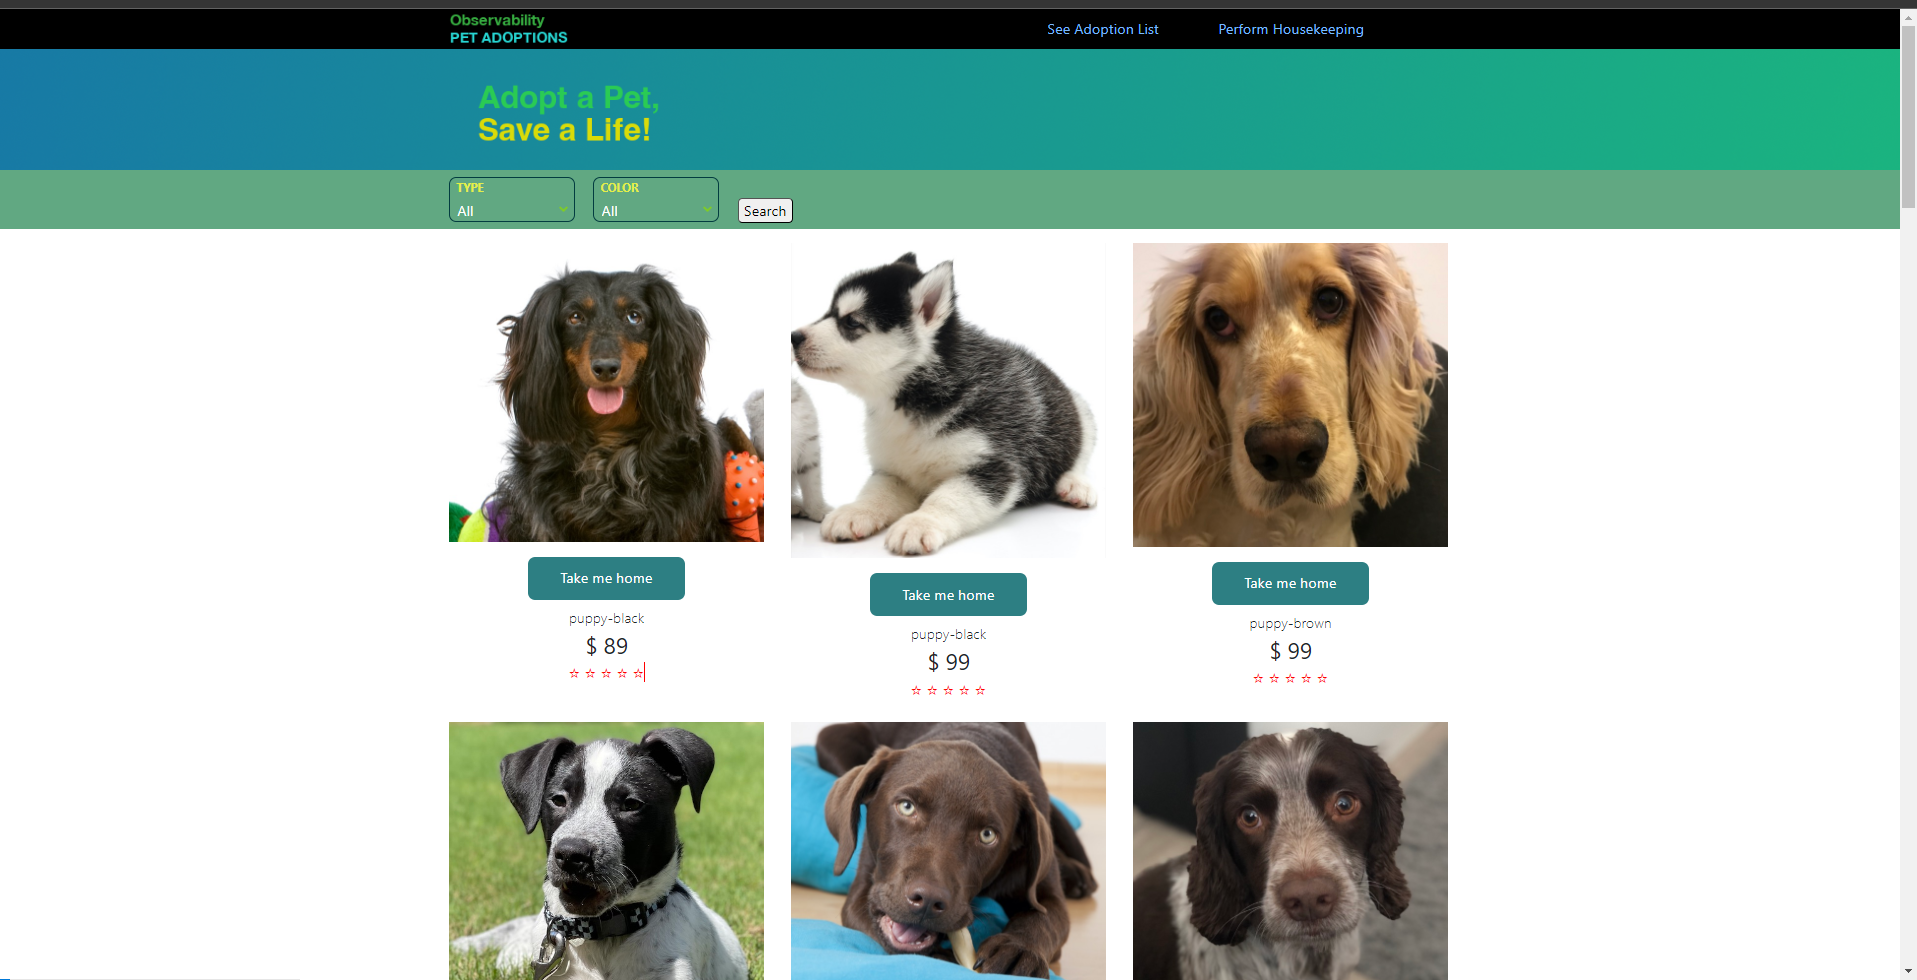 Observability
PET ADOPTIONS
See Adoption List
Perform Housekeeping
Adopt a Pet,
Save a Life!
TYPE
All
COLOR
All
Search
Take me home
puppy-black
$ 89
☆ ☆ ☆ ☆ ☆
Take me home
puppy-black
$ 99
☆ ☆ ☆ ☆ ☆
Take me home
puppy-brown
$ 99
☆ ☆ ☆ ☆ ☆